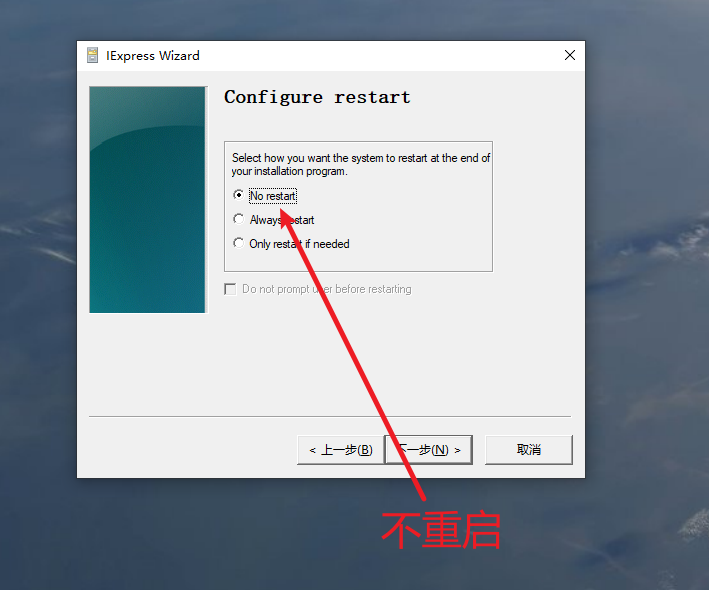 IExpress Wizard
Configure restart
Select how you want the system to restart at the end of
your installation program.
No restart
Always restart
Only restart if needed
Do not prompt user before restarting
< 上一步(B)
下一步(N) >
取消
不重启